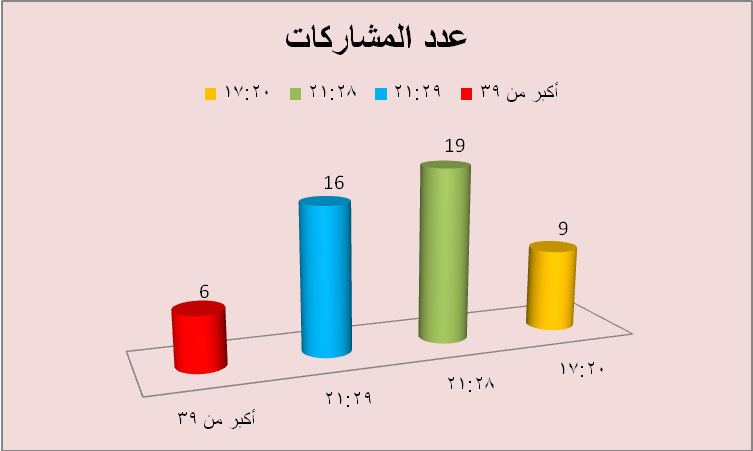 عدد المشاركات
أكبر من ٣٩ ٢١:٢٩ ٢١:٢٨ ١٧:٢٠
19
16
9
6
١٧:٢٠
٢١:٢٨
٢١:٢٩
أكبر من ٣٩